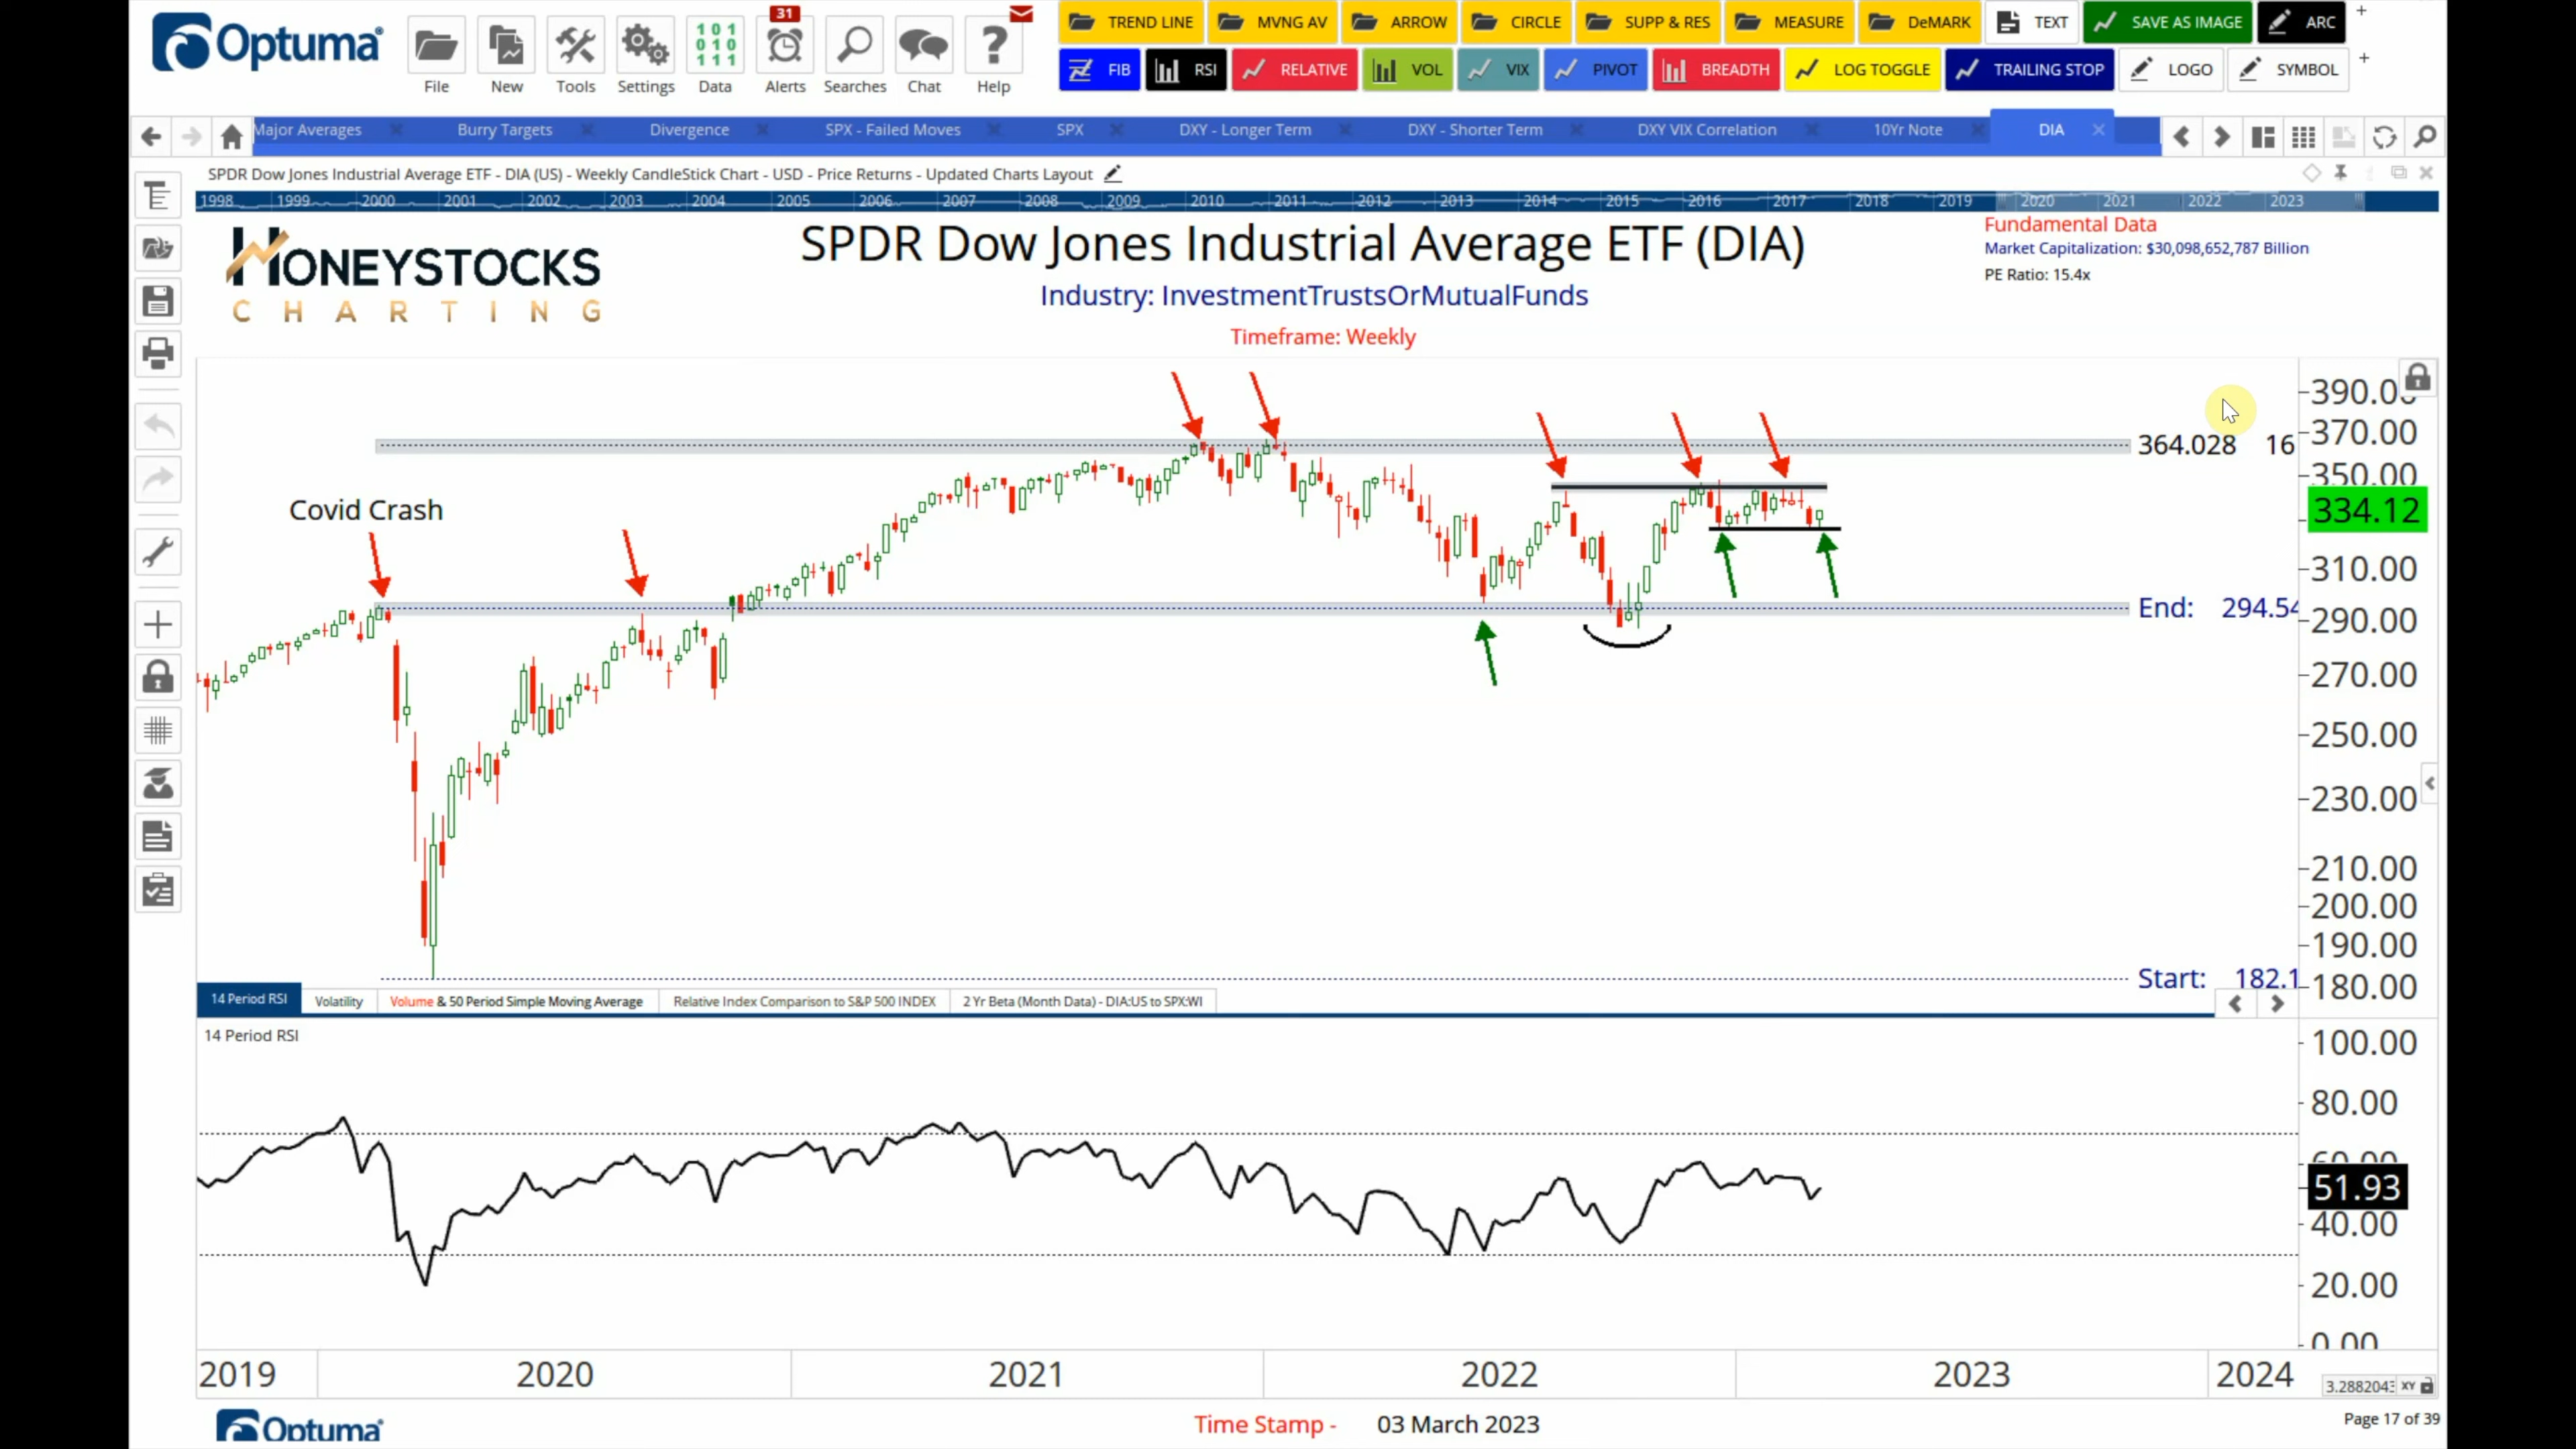 Optuma
31
File New Tools Settings Data Alerts Searches Chat Help
TREND LINE MVNG AV ARROW CIRCLE SUPP & RES MEASURE DeMARK TEXT SAVE AS IMAGE ARC
FIB RSI RELATIVE VOL VIX PIVOT BREADTH LOG TOGGLE TRAILING STOP LOGO SYMBOL
Major Averages Burry Targets Divergence SPX - Failed Moves SPX DXY - Longer Term DXY - Shorter Term DXY VIX Correlation 10Yr Note DIA
SPDR Dow Jones Industrial Average ETF - DIA (US) - Weekly CandleStick Chart - USD - Price Returns - Updated Charts Layout
1998 1999 2000 2001 2002 2003 2004 2005 2006 2007 2008 2009 2010 2011 2012 2013 2014 2015 2016 2017 2018 2019 2020 2021 2022 2023
HONEYSTOCKS
CHARTING
SPDR Dow Jones Industrial Average ETF (DIA)
Industry: InvestmentTrustsOrMutualFunds
Timeframe: Weekly
Fundamental Data
Market Capitalization: $30,098,652,787 Billion
PE Ratio: 15.4x
390.0
370.00
364.028 16
350.00
334.12
Covid Crash
310.00
End: 294.54
290.00
270.00
250.00
230.00
210.00
200.00
190.00
Start: 182.1
180.00
14 Period RSI Volatility Volume & 50 Period Simple Moving Average Relative Index Comparison to S&P 500 INDEX 2 Yr Beta (Month Data) - DIA:US to SPX:WI
14 Period RSI
100.00
80.00
60.00
51.93
40.00
20.00
0.00
2019 2020 2021 2022 2023 2024
3.2882043 XY
Optuma
Time Stamp - 03 March 2023
Page 17 of 39